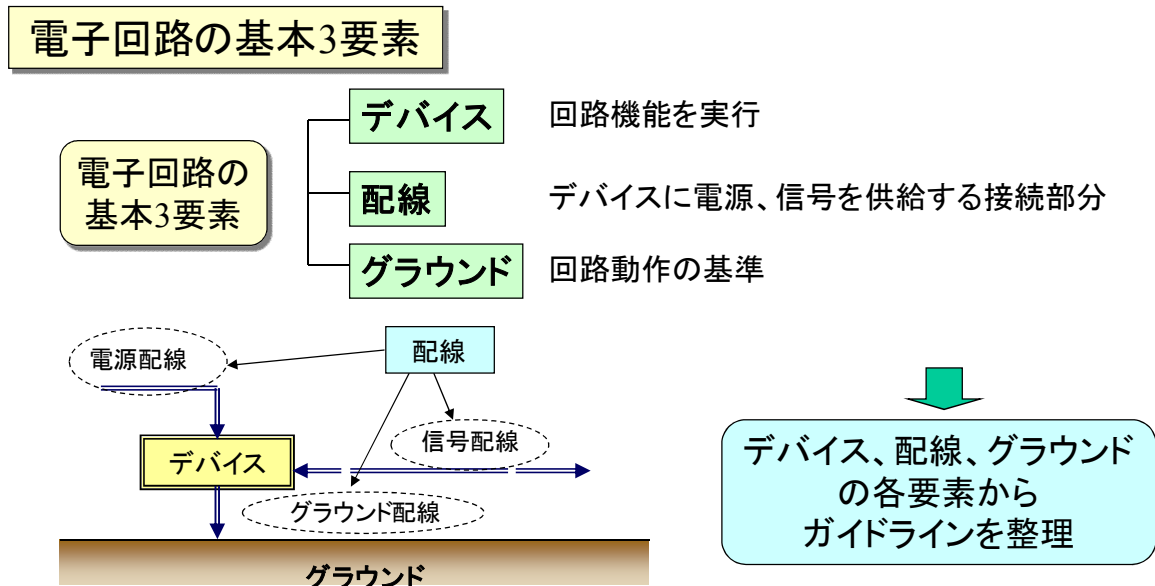 電子回路の基本3要素
電子回路の
基本3要素
デバイス
回路機能を実行
配線
デバイスに電源、信号を供給する接続部分
グラウンド
回路動作の基準
電源配線
配線
信号配線
デバイス
グラウンド配線
グラウンド
デバイス、配線、グラウンド
の各要素から
ガイドラインを整理